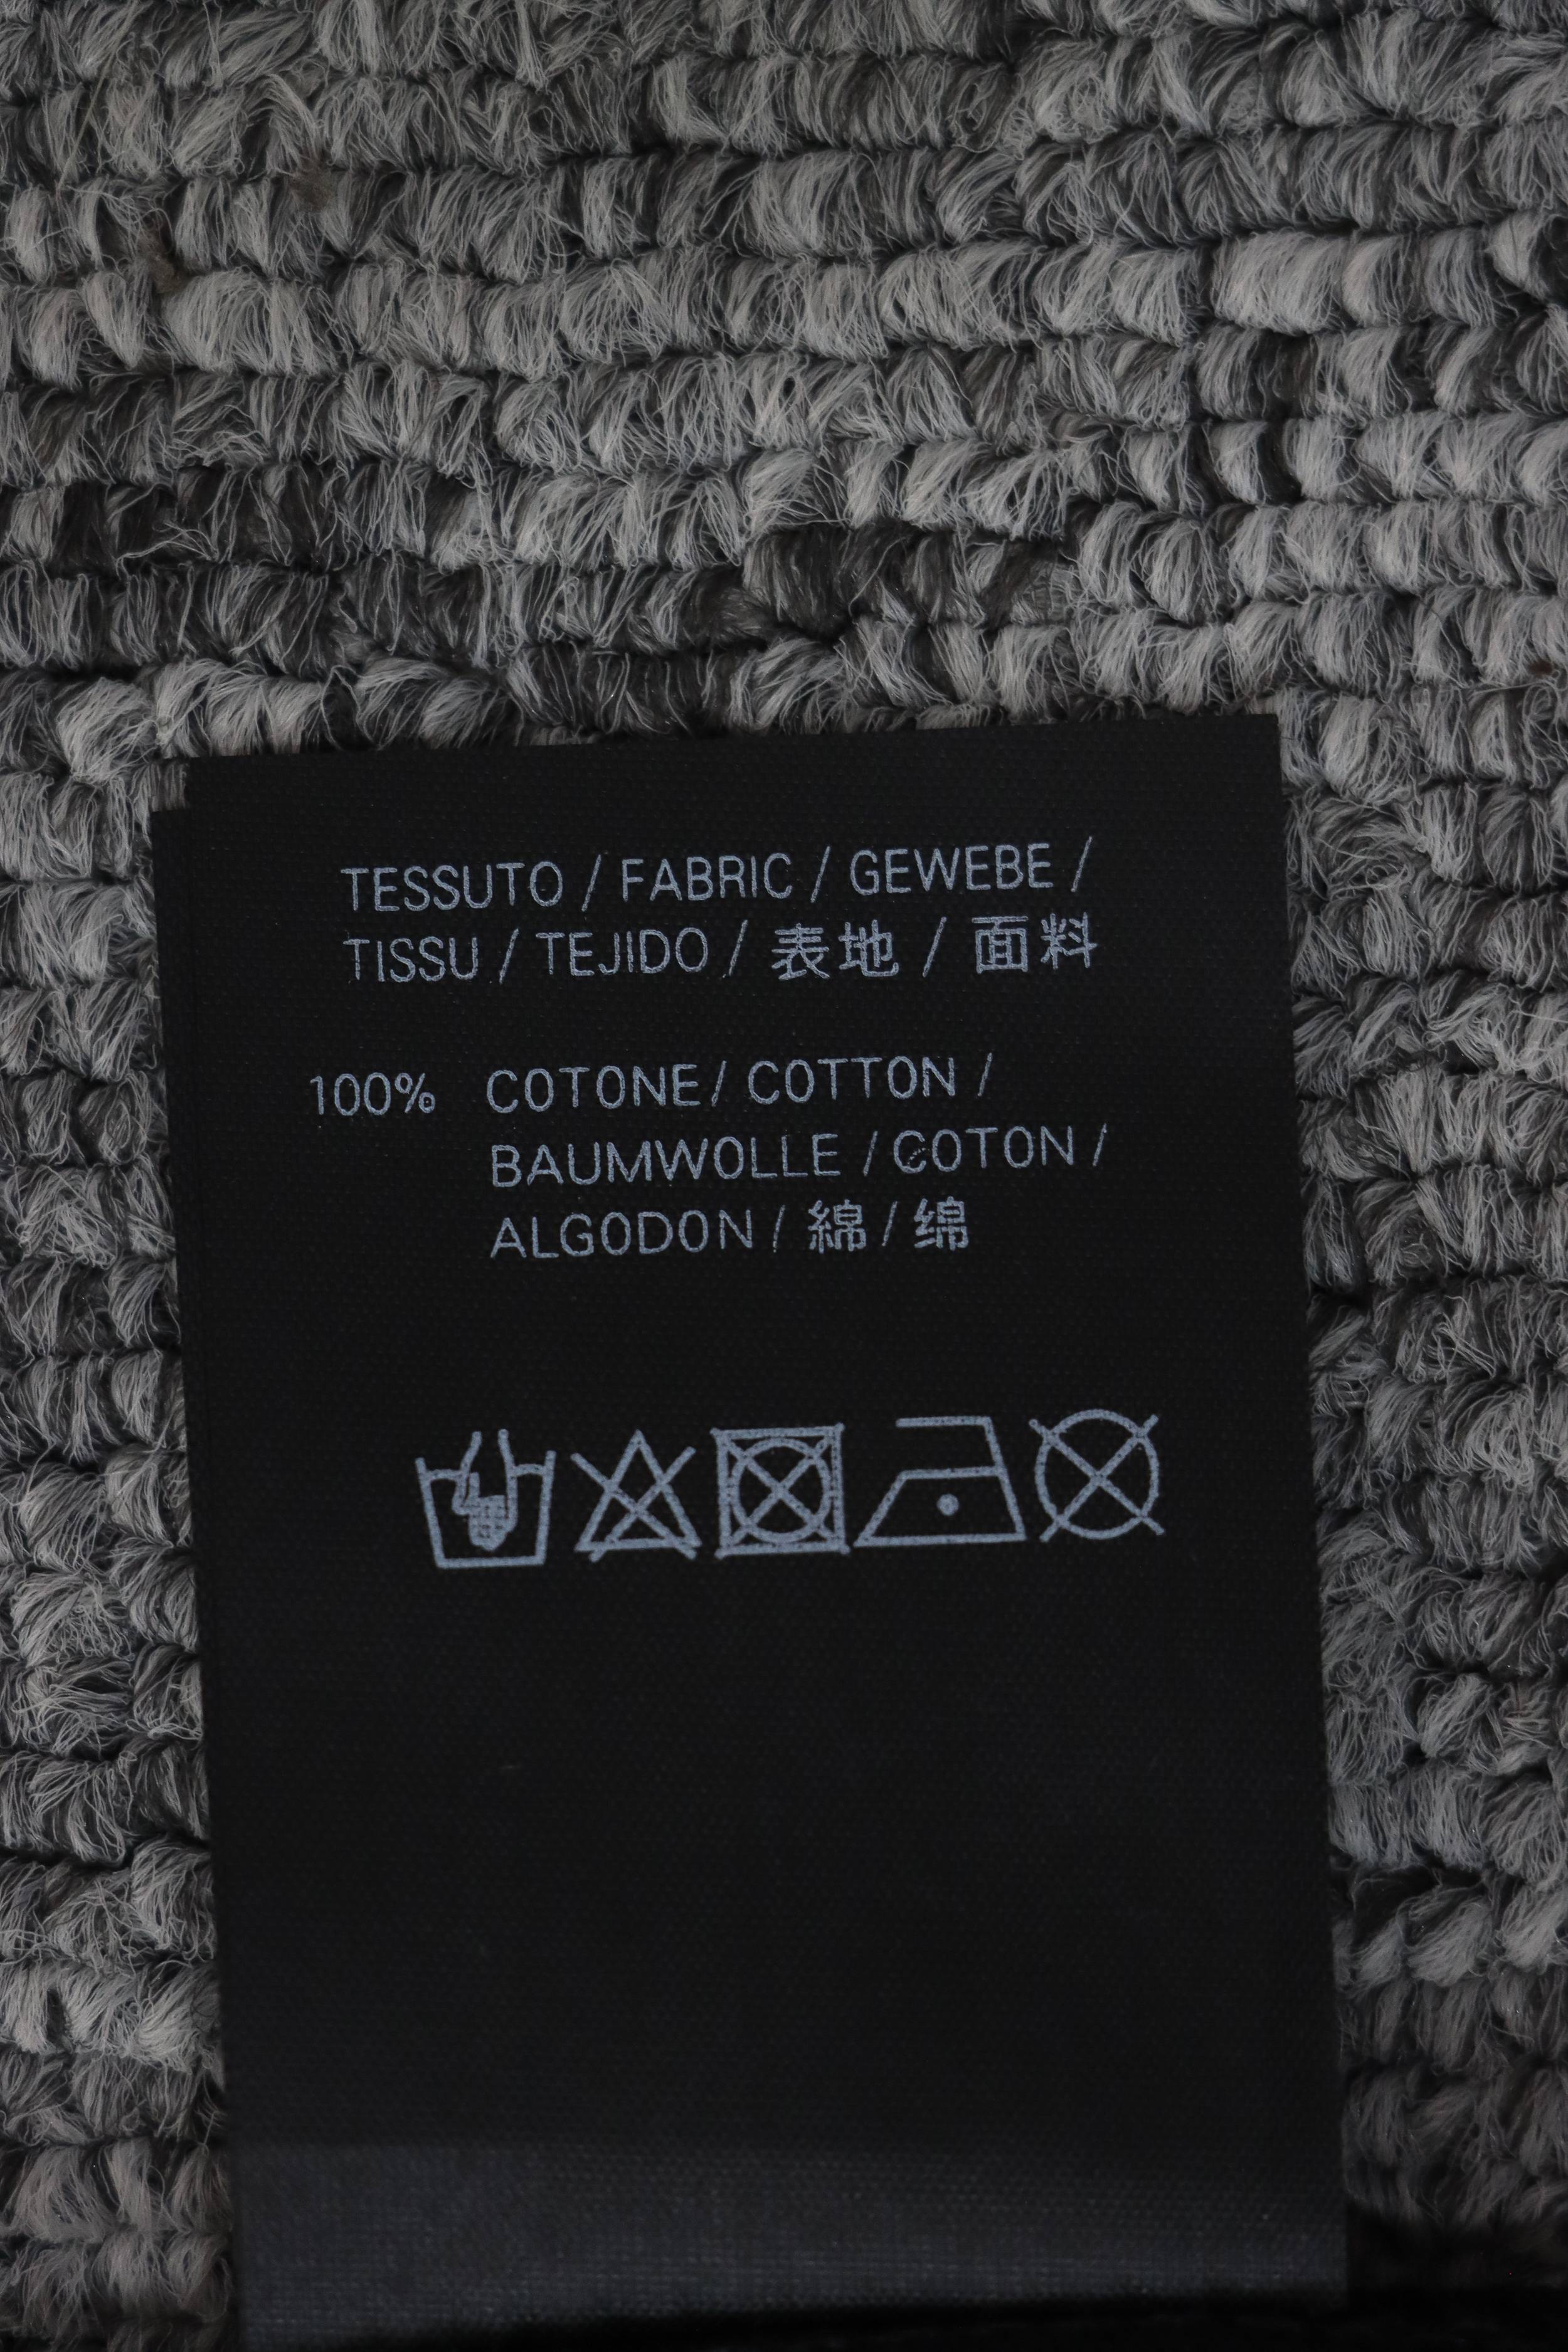 TESSUTO / FABRIC / GEWEBE /
TISSU / TEJIDO / 表地 / 面料
100% COTONE / COTTON /
BAUMWOLLE / COTON /
ALGODON / 綿 / 绵